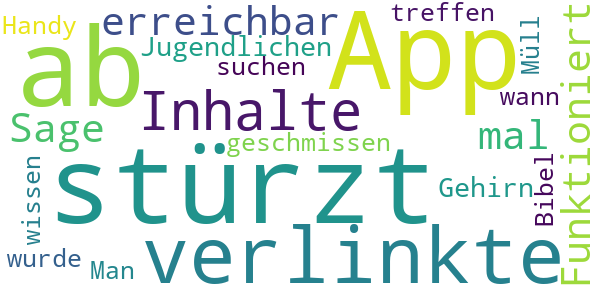 Handy
erreichbar
treffen
Jugendlichen
ab
App
Müll
Funktioniert
suchen
wann
Inhalte
Sage
mal
geschmissen
stürzt
wissen
Gehirn
Bibel
wurde
Man
verlinkte